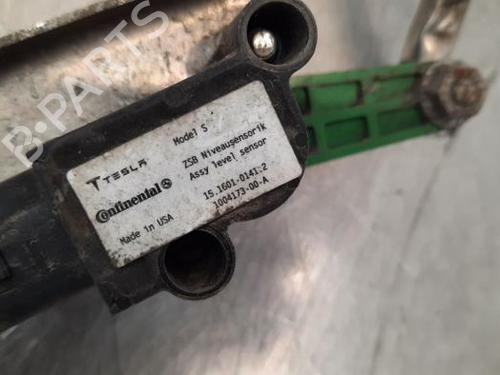 TESLA
Model S
Continental
ZSB Niveausensorik
Assy level sensor
Made in USA
15.1601-0141.2
1004173-00-A
B-PARTS